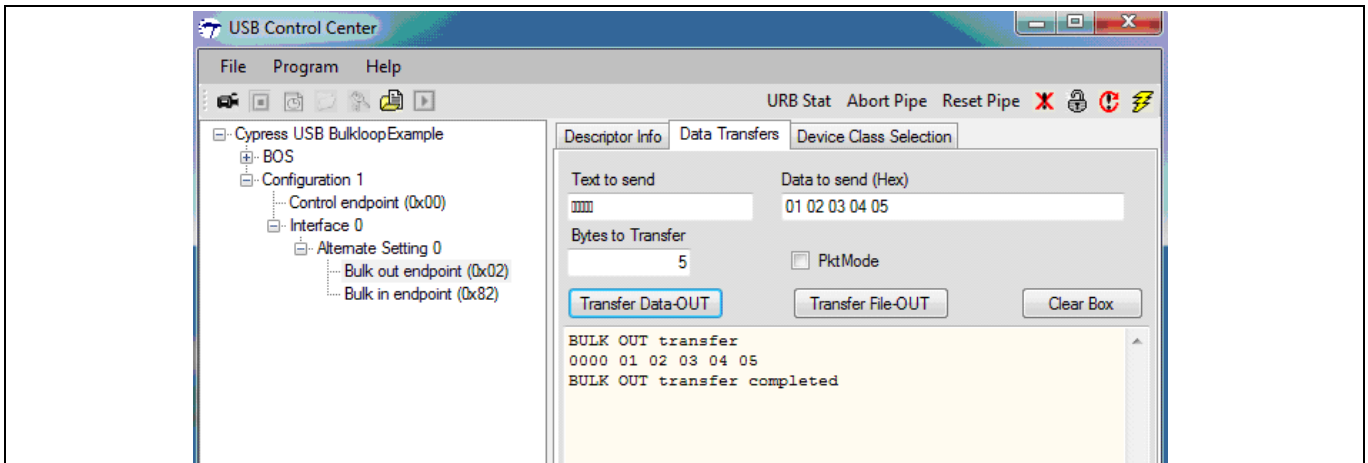 USB Control Center
File Program Help
URB Stat Abort Pipe Reset Pipe
Cypress USB BulkloopExample
BOS
Configuration 1
Control endpoint (0x00)
Interface 0
Alternate Setting 0
Bulk out endpoint (0x02)
Bulk in endpoint (0x82)
Descriptor Info Data Transfers Device Class Selection
Text to send Data to send (Hex)
01 02 03 04 05
Bytes to Transfer
5 PktMode
Transfer Data-OUT Transfer File-OUT Clear Box
BULK OUT transfer
0000 01 02 03 04 05
BULK OUT transfer completed